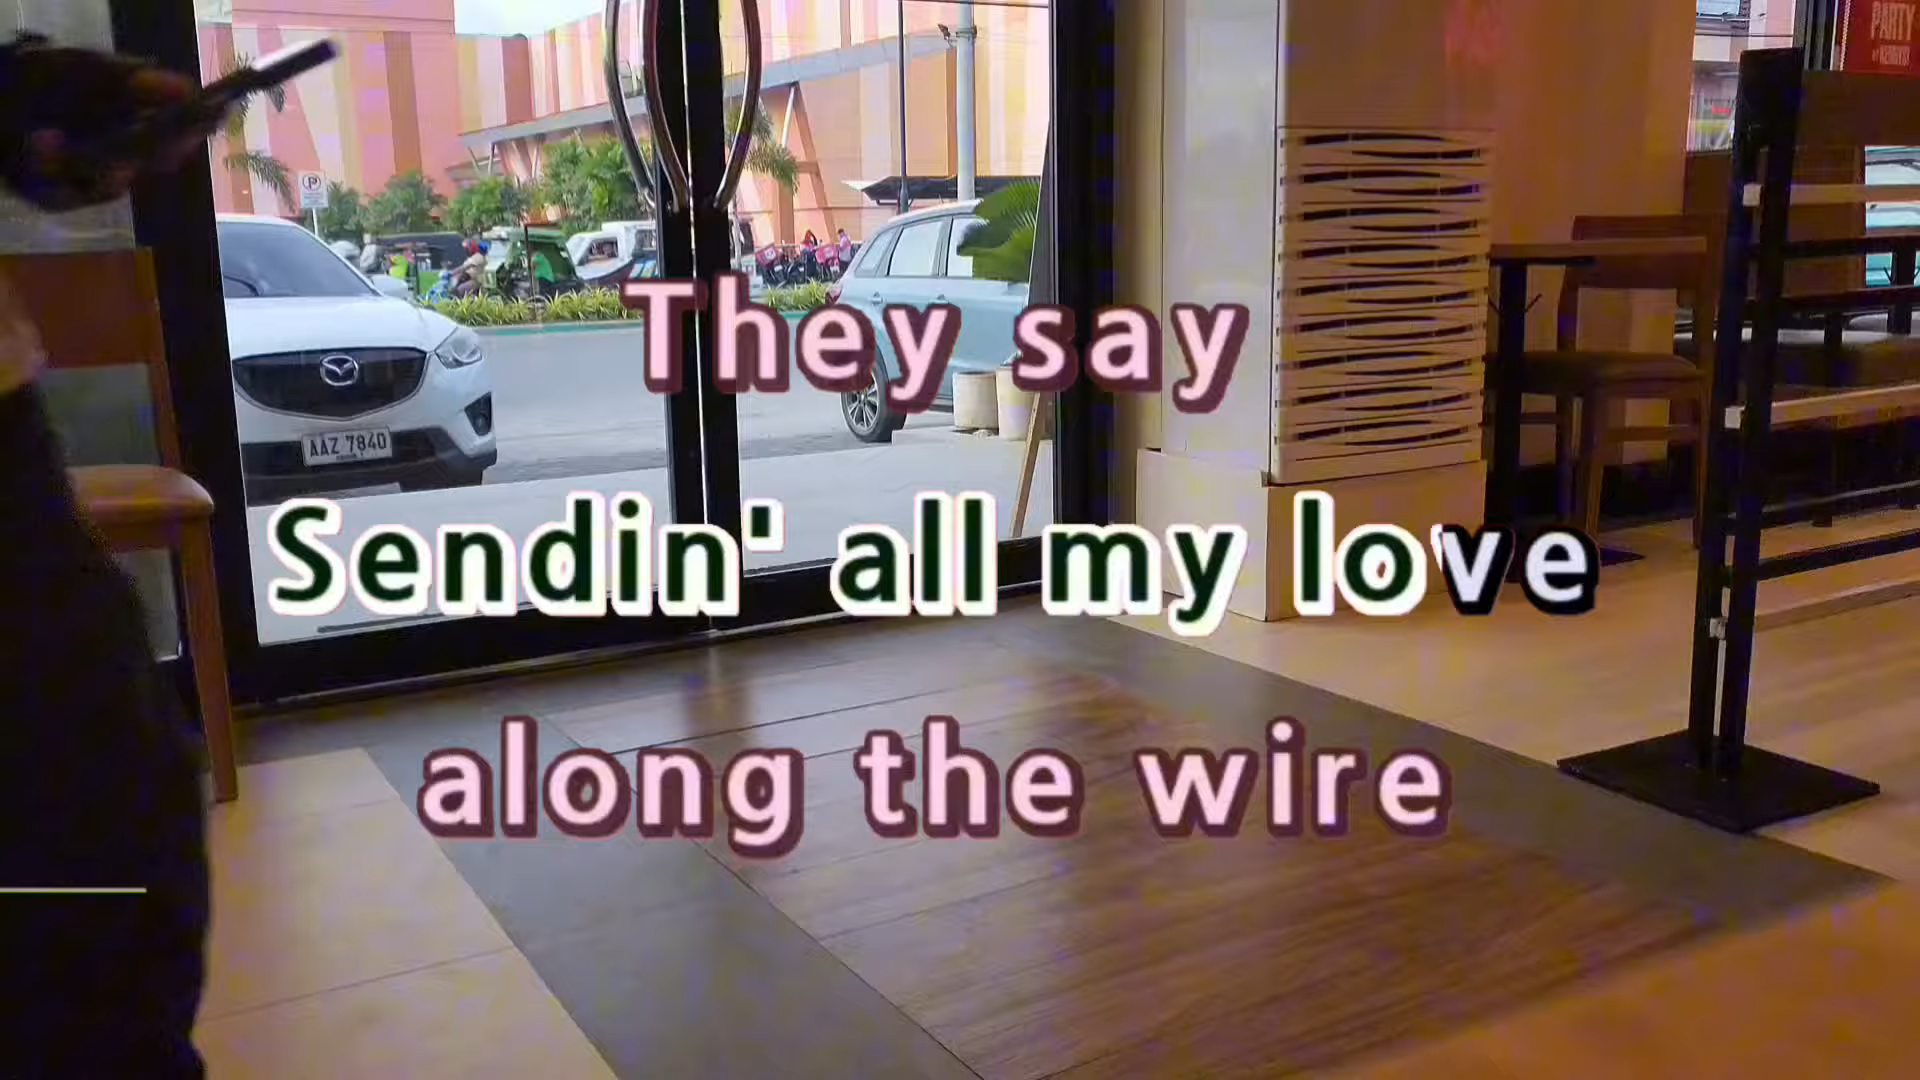 PARTY
P
They say
AAZ 7840
Sendin' all my love
along the wire